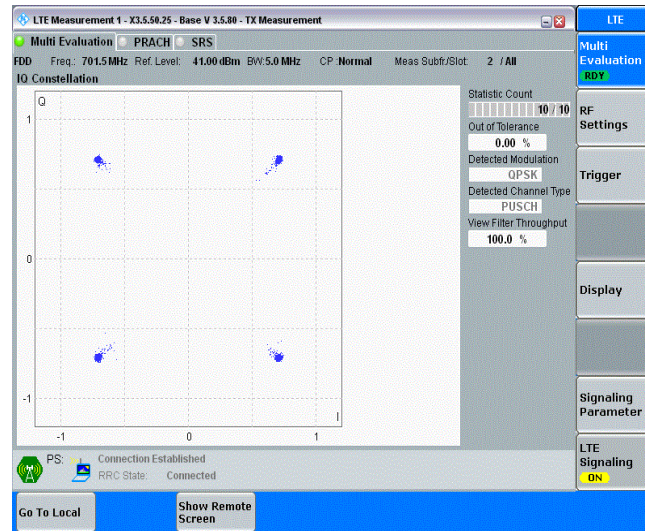 LTE Measurement 1 - X3.5.50.25 - Base V 3.5.80 - TX Measurement
LTE
Multi Evaluation PRACH SRS
Multi
Evaluation
RDY
FDD Freq.: 701.5 MHz Ref. Level: 41.00 dBm BW: 5.0 MHz CP: Normal Meas Subfr./Slot: 2 / All
IQ Constellation
Q
1
0
-1
-1 0 1
I
Statistic Count
10 / 10
Out of Tolerance
0.00 %
Detected Modulation
QPSK
Detected Channel Type
PUSCH
View Filter Throughput
100.0 %
RF
Settings
Trigger
Display
Signaling
Parameter
LTE
Signaling
ON
PS: Connection Established
RRC State: Connected
Go To Local
Show Remote
Screen